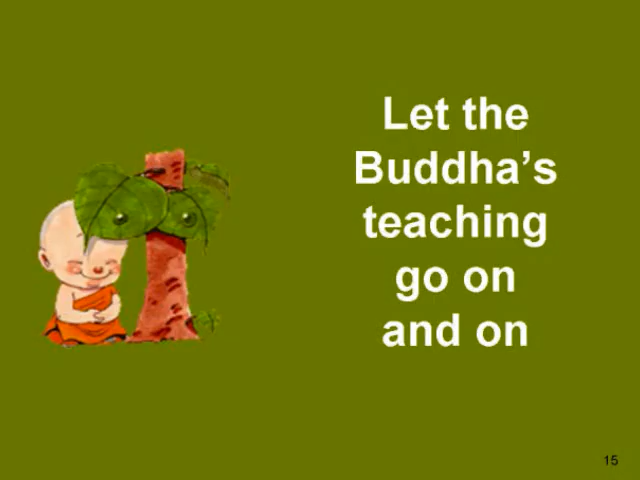 Let the
Buddha’s
teaching
go on
and on
15